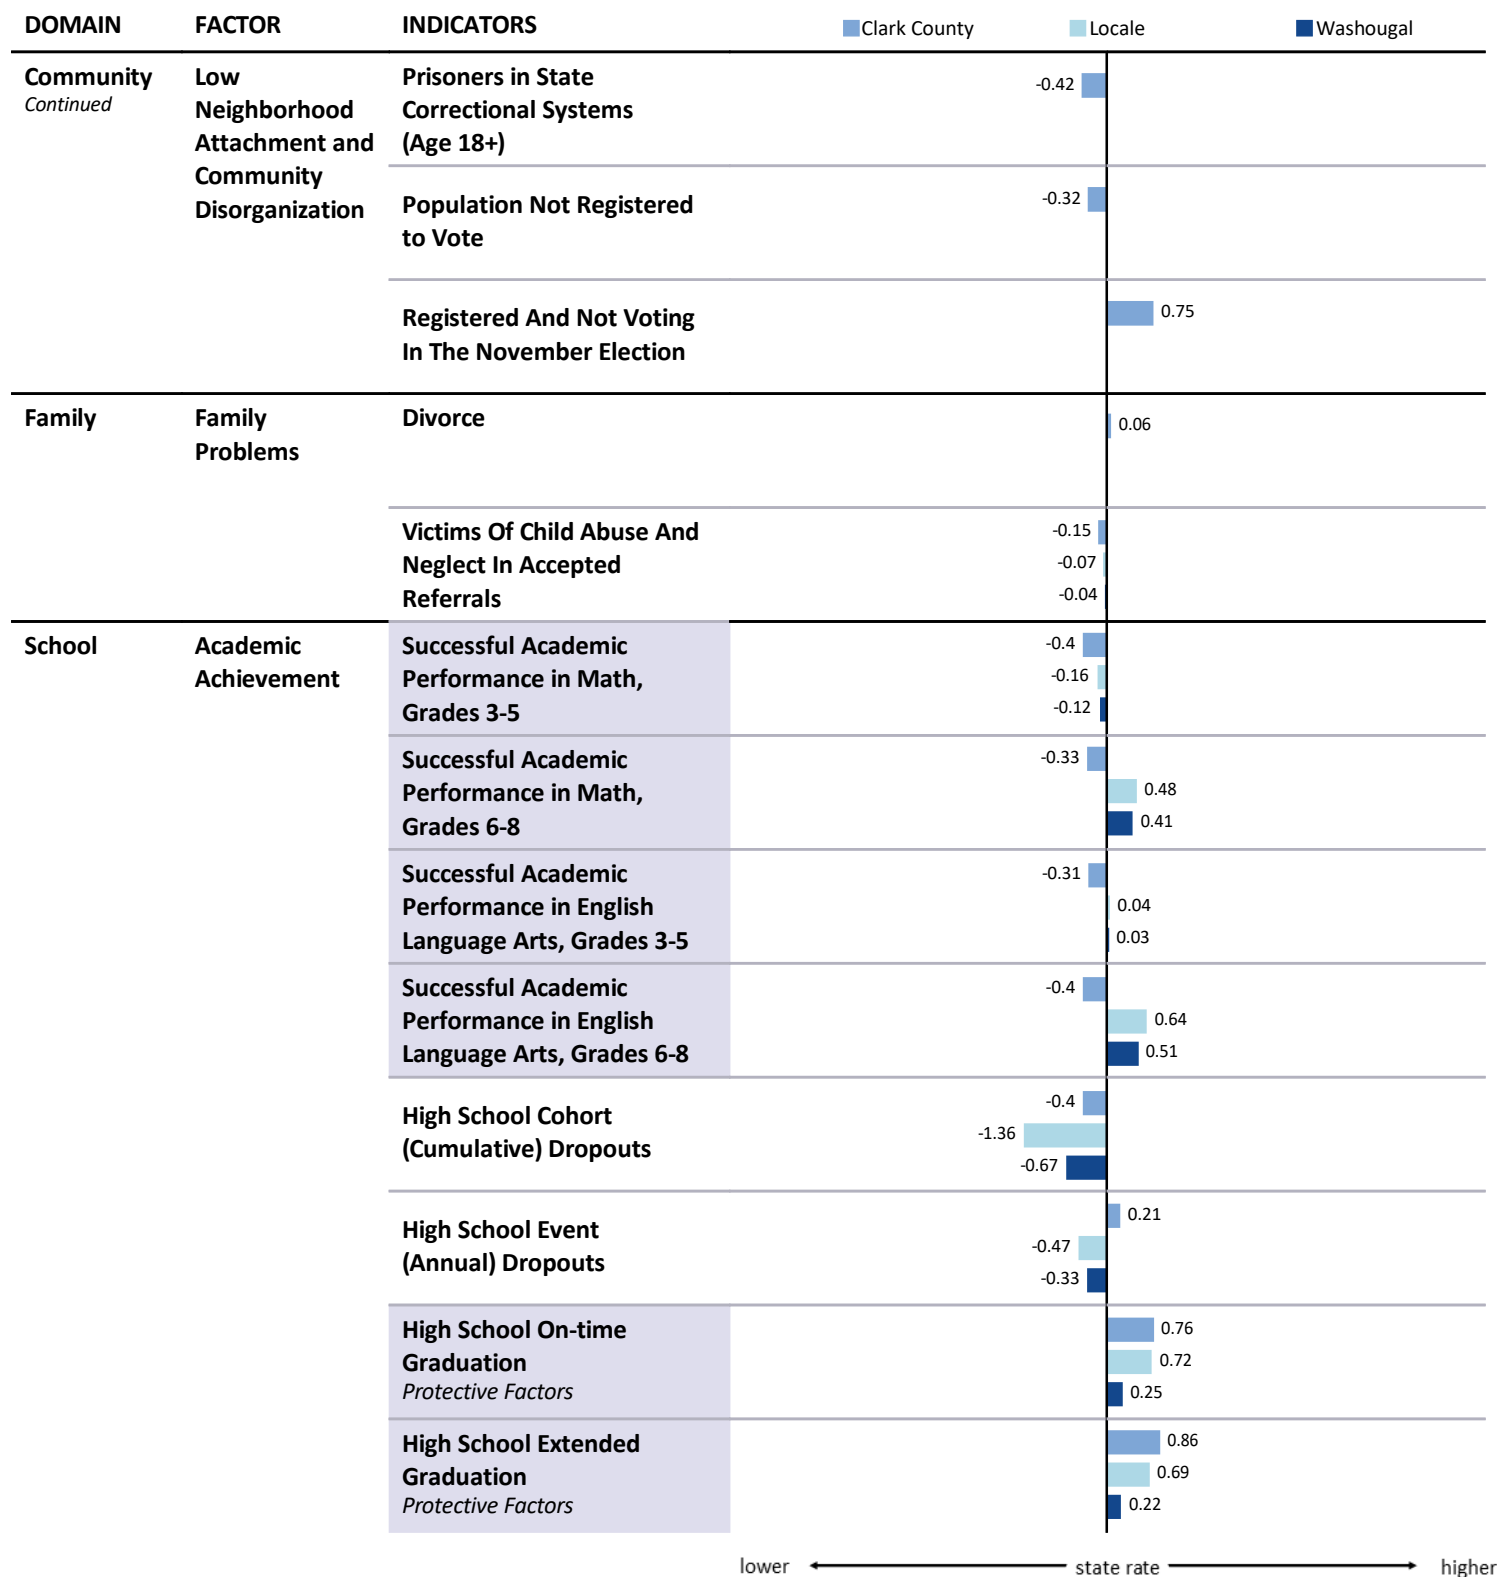 DOMAIN FACTOR INDICATORS Clark County Locale Washougal
Community
Continued
Low
Neighborhood
Attachment and
Community
Disorganization
Prisoners in State
Correctional Systems
(Age 18+)
-0.42
Population Not Registered
to Vote
-0.32
Registered And Not Voting
In The November Election
0.75
Family
Family
Problems
Divorce
0.06
Victims Of Child Abuse And
Neglect In Accepted
Referrals
-0.15
-0.07
-0.04
School
Academic
Achievement
Successful Academic
Performance in Math,
Grades 3-5
-0.4
-0.16
-0.12
Successful Academic
Performance in Math,
Grades 6-8
-0.33
0.48
0.41
Successful Academic
Performance in English
Language Arts, Grades 3-5
-0.31
0.04
0.03
Successful Academic
Performance in English
Language Arts, Grades 6-8
-0.4
0.64
0.51
High School Cohort
(Cumulative) Dropouts
-0.4
-1.36
-0.67
High School Event
(Annual) Dropouts
0.21
-0.47
-0.33
High School On-time
Graduation
Protective Factors
0.76
0.72
0.25
High School Extended
Graduation
Protective Factors
0.86
0.69
0.22
lower state rate higher